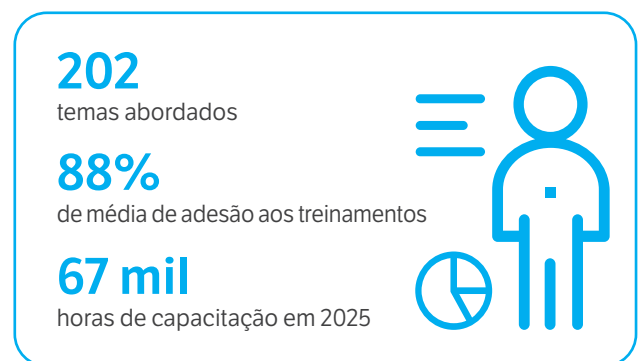 202
temas abordados
88%
de média de adesão aos treinamentos
67 mil
horas de capacitação em 2025